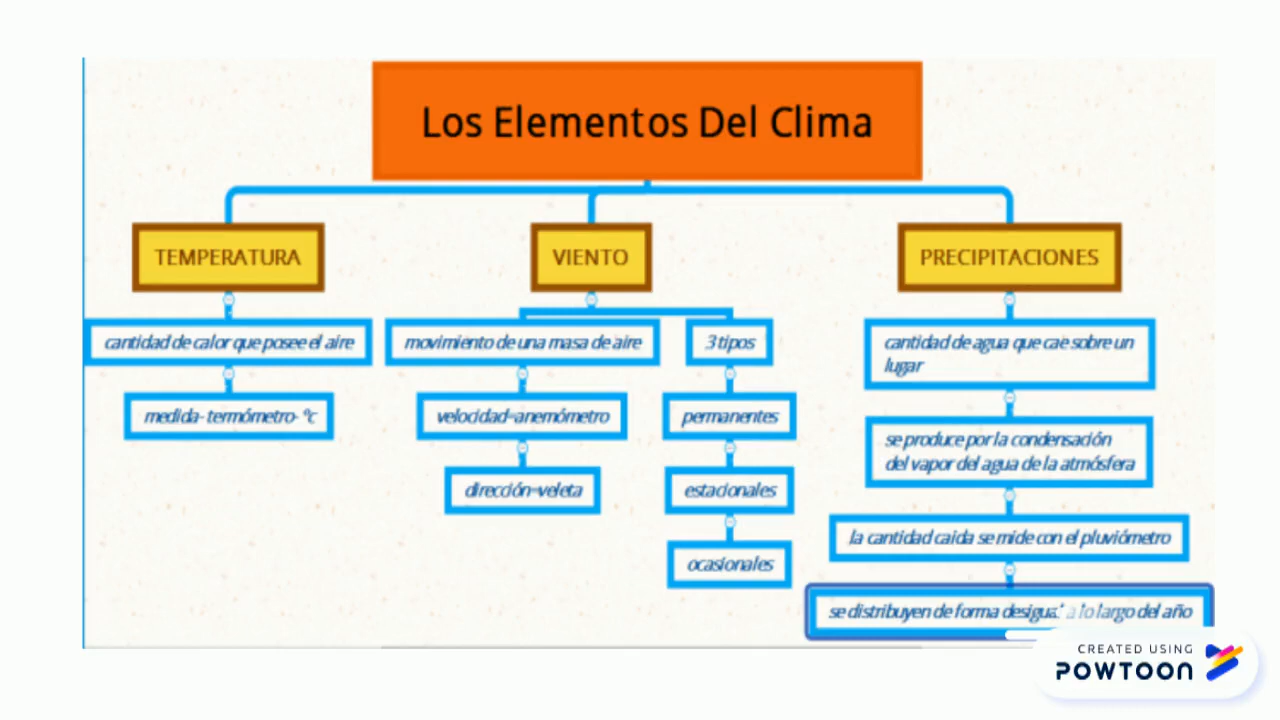 Los Elementos Del Clima
TEMPERATURA
cantidad de calor que posee el aire
medida- termómetro- ºc
VIENTO
movimiento de una masa de aire
velocidad=anemómetro
dirección=veleta
3 tipos
permanentes
estacionales
ocasionales
PRECIPITACIONES
cantidad de agua que cae sobre un
lugar
se produce por la condensación
del vapor del agua de la atmósfera
la cantidad caida se mide con el pluviómetro
se distribuyen de forma desigual a lo largo del año
CREATED USING
POWTOON